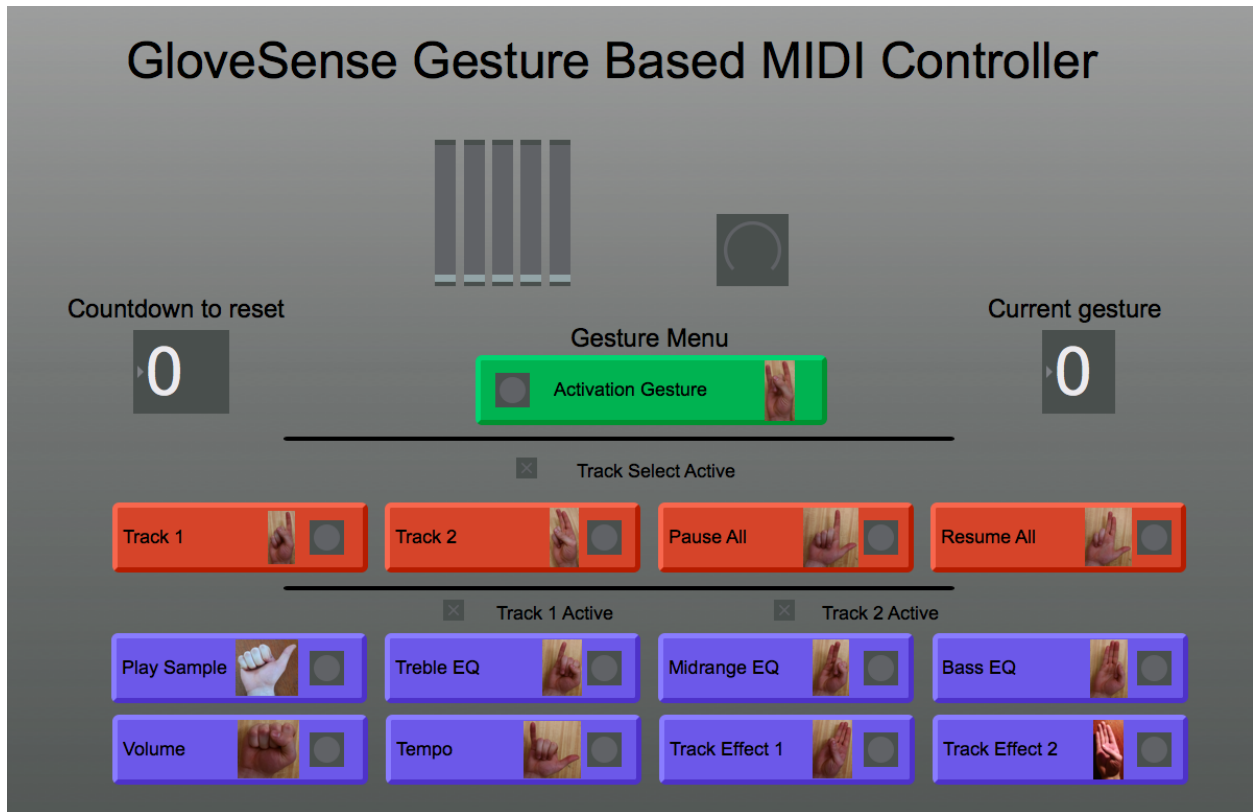 GloveSense Gesture Based MIDI Controller
Countdown to reset
0
Current gesture
0
Gesture Menu
Activation Gesture
Track Select Active
Track 1
Track 2
Pause All
Resume All
Track 1 Active
Track 2 Active
Play Sample
Treble EQ
Midrange EQ
Bass EQ
Volume
Tempo
Track Effect 1
Track Effect 2